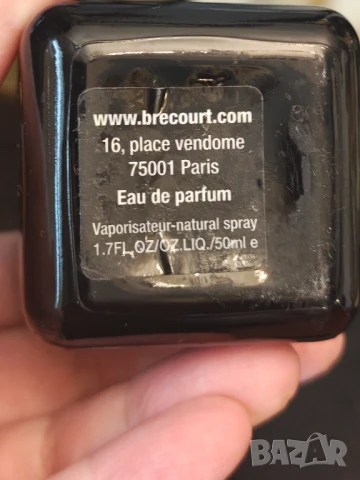 www.brecourt.com
16, place vendome
75001 Paris
Eau de parfum
Vaporisateur-natural spray
1.7FL.OZ/OZ.LIQ./50ml e
BAZAR